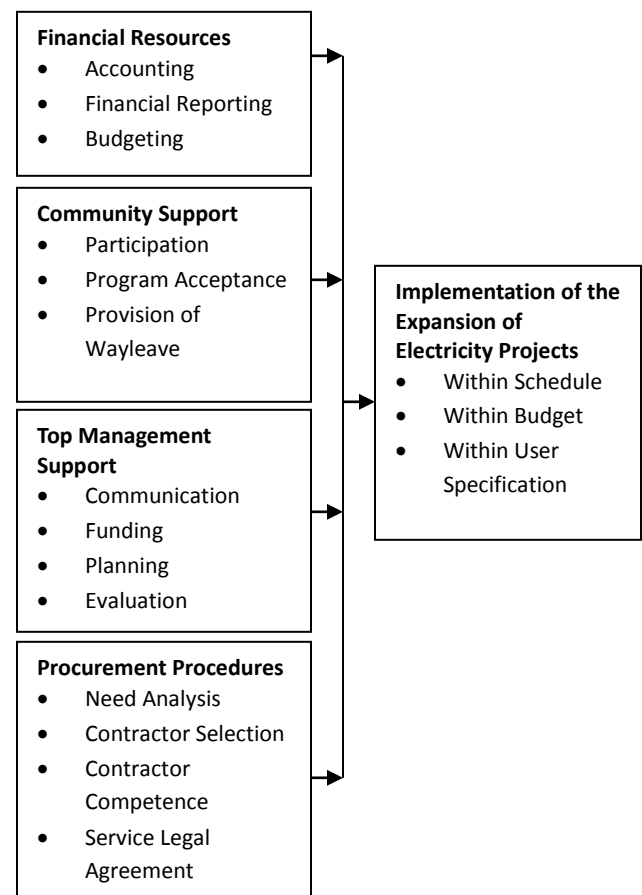 Financial Resources
• Accounting
• Financial Reporting
• Budgeting
Community Support
• Participation
• Program Acceptance
• Provision of
Wayleave
Top Management
Support
• Communication
• Funding
• Planning
• Evaluation
Procurement Procedures
• Need Analysis
• Contractor Selection
• Contractor
Competence
• Service Legal
Agreement
Implementation of the
Expansion of
Electricity Projects
• Within Schedule
• Within Budget
• Within User
Specification